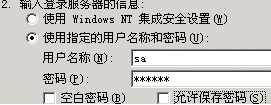 2. 输入登录服务器的信息:
使用 Windows NT 集成安全设置(W)
使用指定的用户名称和密码(U):
用户名称(N): sa
密码(P): ******
空白密码(B) 允许保存密码(S)